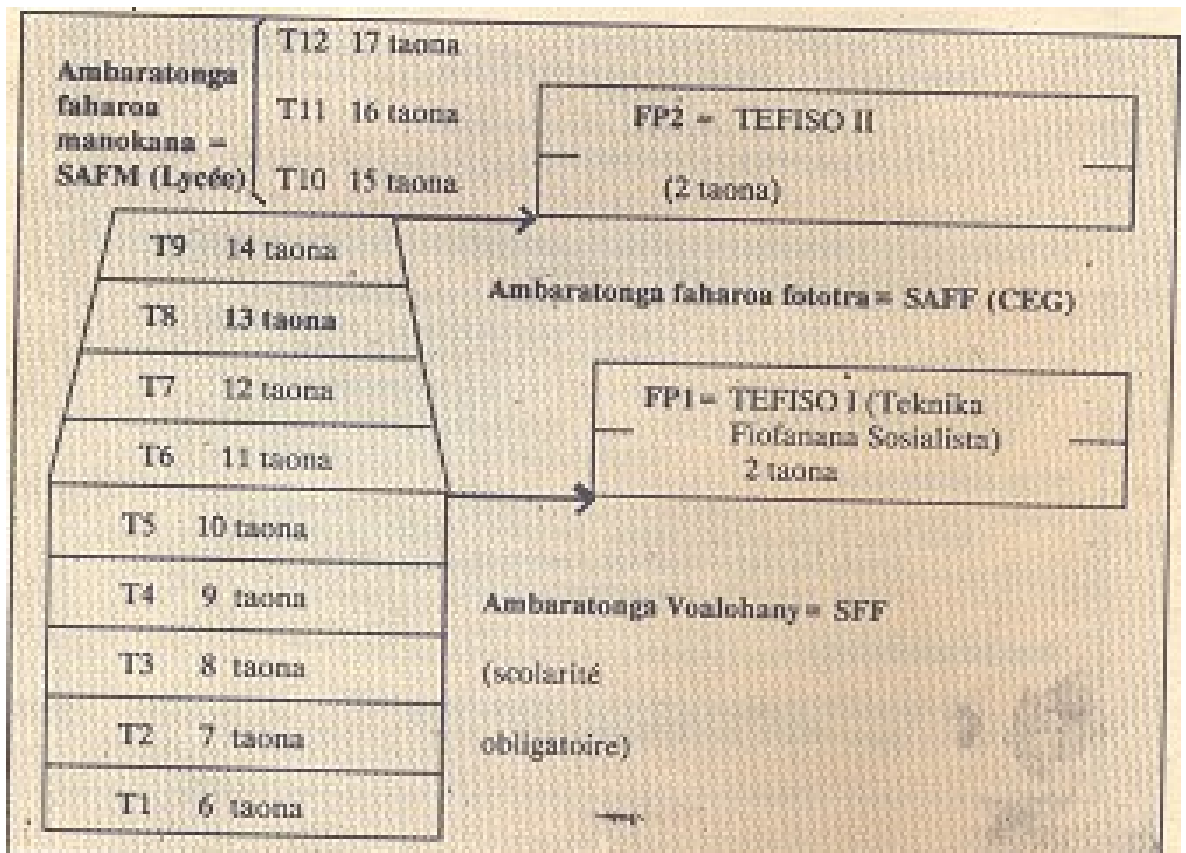 Ambaratonga
faharoa
manokana =
SAFM (Lycée)
T12 17 taona
T11 16 taona
T10 15 taona
FP2 = TEFISO II
(2 taona)
T9 14 taona
Ambaratonga faharoa fototra = SAFF (CEG)
T8 13 taona
T7 12 taona
FP1 = TEFISO I (Teknika
Fiofanana Sosialista)
2 taona
T6 11 taona
T5 10 taona
T4 9 taona
Ambaratonga Voalohany = SFF
T3 8 taona
(scolarité
T2 7 taona
obligatoire)
T1 6 taona